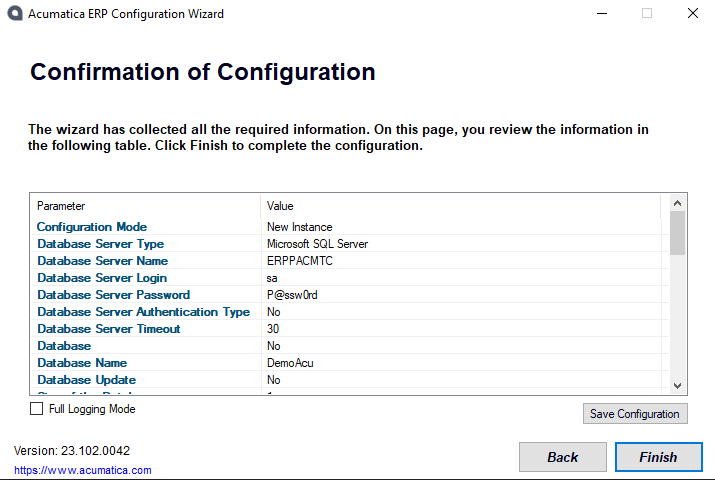 Acumatica ERP Configuration Wizard
Confirmation of Configuration
The wizard has collected all the required information. On this page, you review the information in
the following table. Click Finish to complete the configuration.
Parameter Value
Configuration Mode New Instance
Database Server Type Microsoft SQL Server
Database Server Name ERPPACMTC
Database Server Login sa
Database Server Password P@ssw0rd
Database Server Authentication Type No
Database Server Timeout 30
Database No
Database Name DemoAcu
Database Update No
Full Logging Mode
Save Configuration
Version: 23.102.0042
https://www.acumatica.com
Back Finish